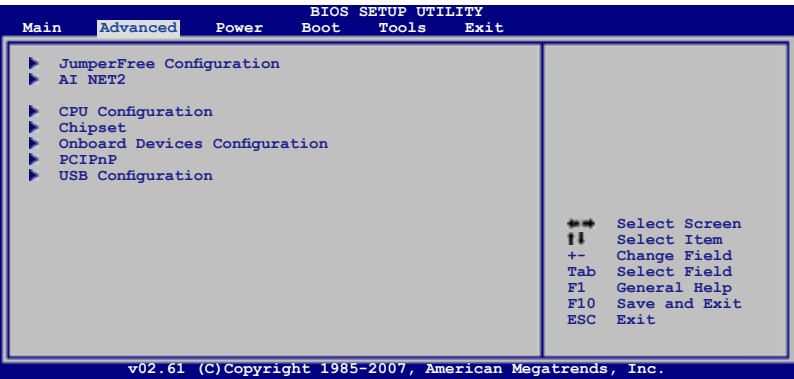 BIOS SETUP UTILITY
Main Advanced Power Boot Tools Exit
JumperFree Configuration
AI NET2
CPU Configuration
Chipset
Onboard Devices Configuration
PCIPnP
USB Configuration
Select Screen
Select Item
+- Change Field
Tab Select Field
F1 General Help
F10 Save and Exit
ESC Exit
v02.61 (C)Copyright 1985-2007, American Megatrends, Inc.